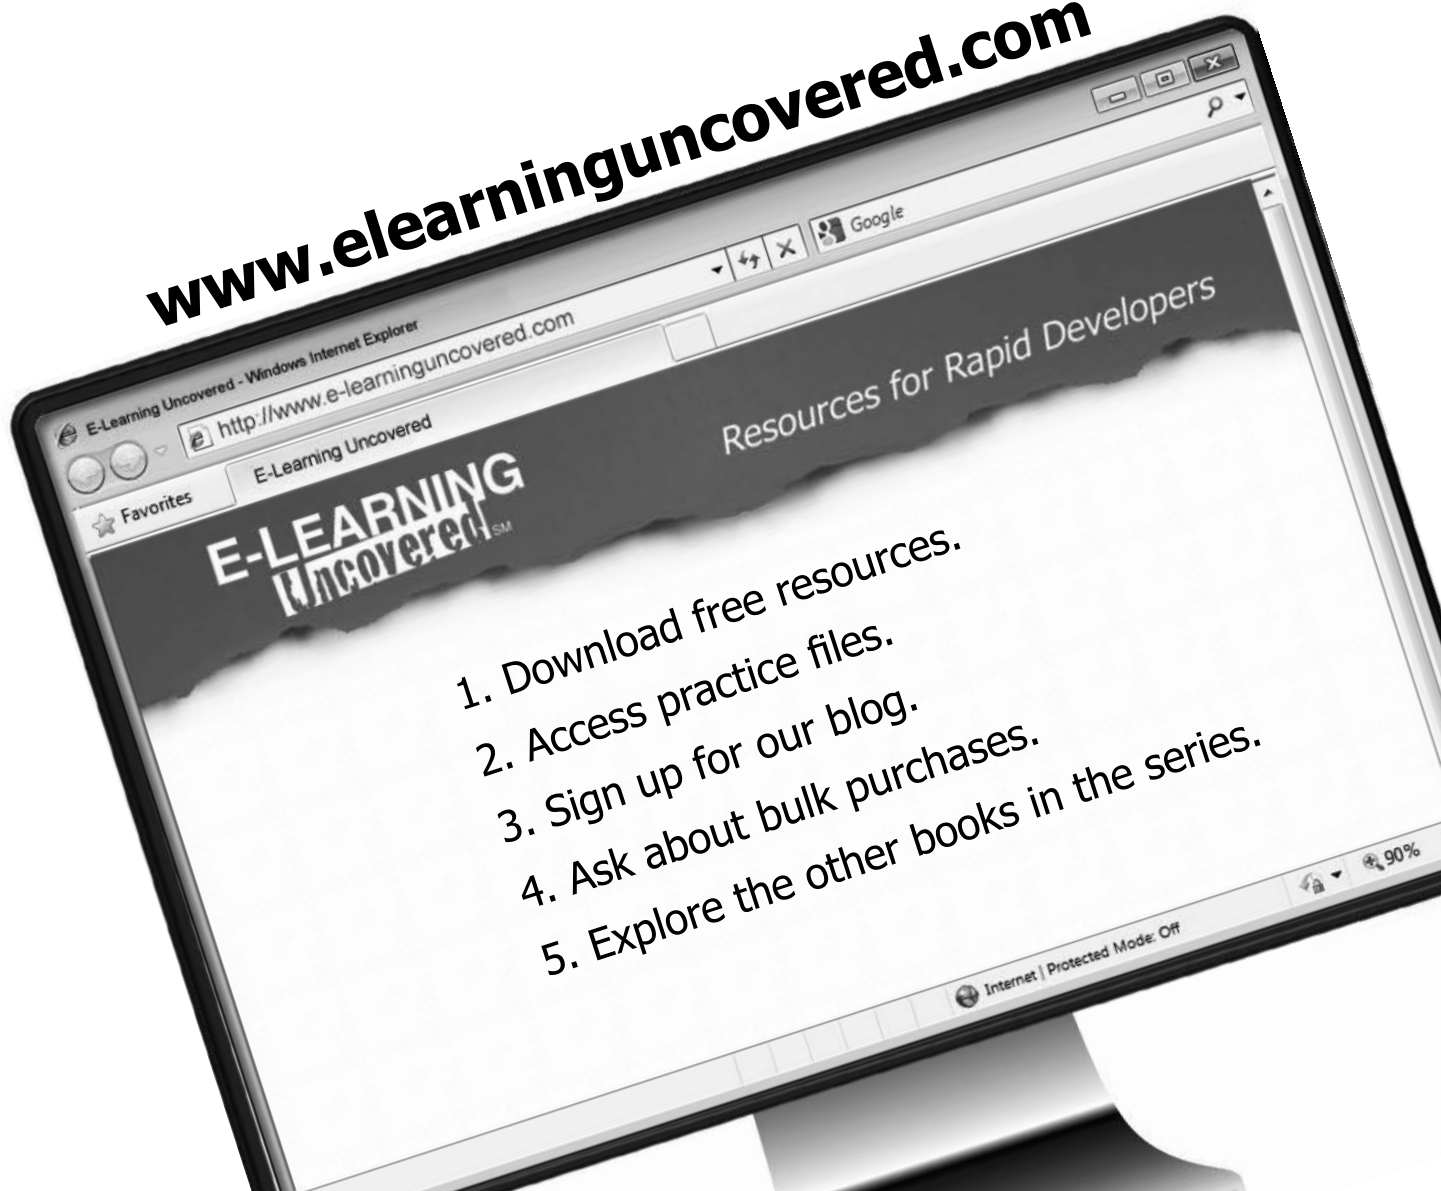 www.elearninguncovered.com
E-Learning Uncovered - Windows Internet Explorer
http://www.e-learninguncovered.com
Google
Favorites
E-Learning Uncovered
E-LEARNING
Uncovered SM
Resources for Rapid Developers
1. Download free resources.
2. Access practice files.
3. Sign up for our blog.
4. Ask about bulk purchases.
5. Explore the other books in the series.
Internet | Protected Mode: Off
90%